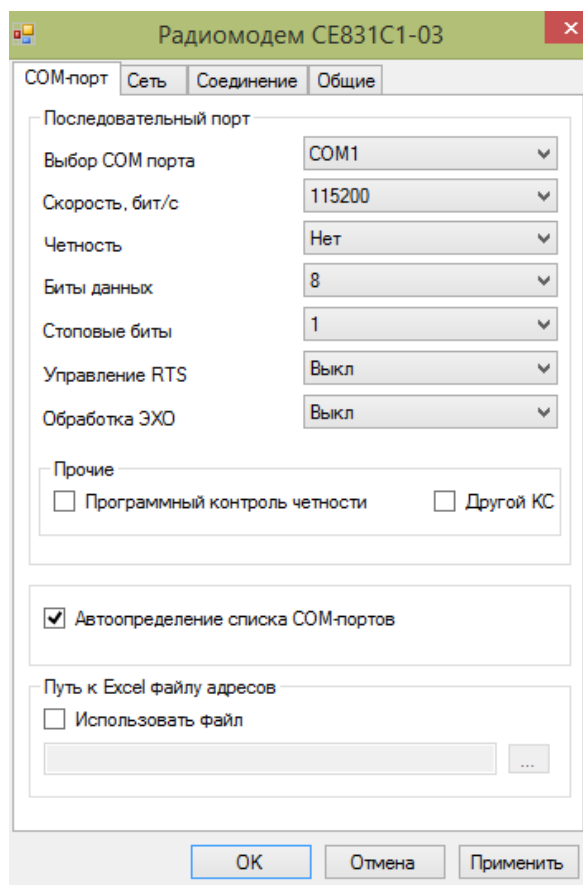 Радиомодем CE831C1-03
COM-порт Сеть Соединение Общие
Последовательный порт
Выбор COM порта COM1
Скорость, бит/с 115200
Четность Нет
Биты данных 8
Стоповые биты 1
Управление RTS Выкл
Обработка ЭХО Выкл
Прочие
Программный контроль четности Другой КС
Автоопределение списка COM-портов
Путь к Excel файлу адресов
Использовать файл
...
OK Отмена Применить